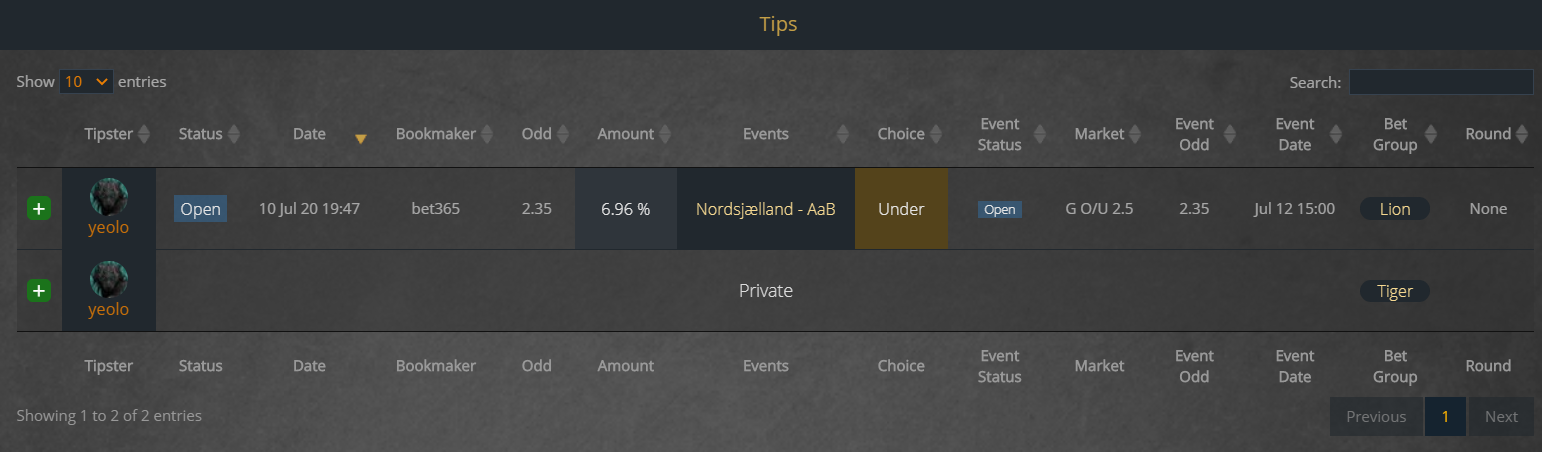 Tips
Show 10 entries
Search:
Tipster Status Date Bookmaker Odd Amount Events Choice Event Status Market Event Odd Event Date Bet Group Round
yeolo Open 10 Jul 20 19:47 bet365 2.35 6.96 % Nordsjælland - AaB Under Open G O/U 2.5 2.35 Jul 12 15:00 Lion None
yeolo Private Tiger
Tipster Status Date Bookmaker Odd Amount Events Choice Event Status Market Event Odd Event Date Bet Group Round
Showing 1 to 2 of 2 entries
Previous 1 Next